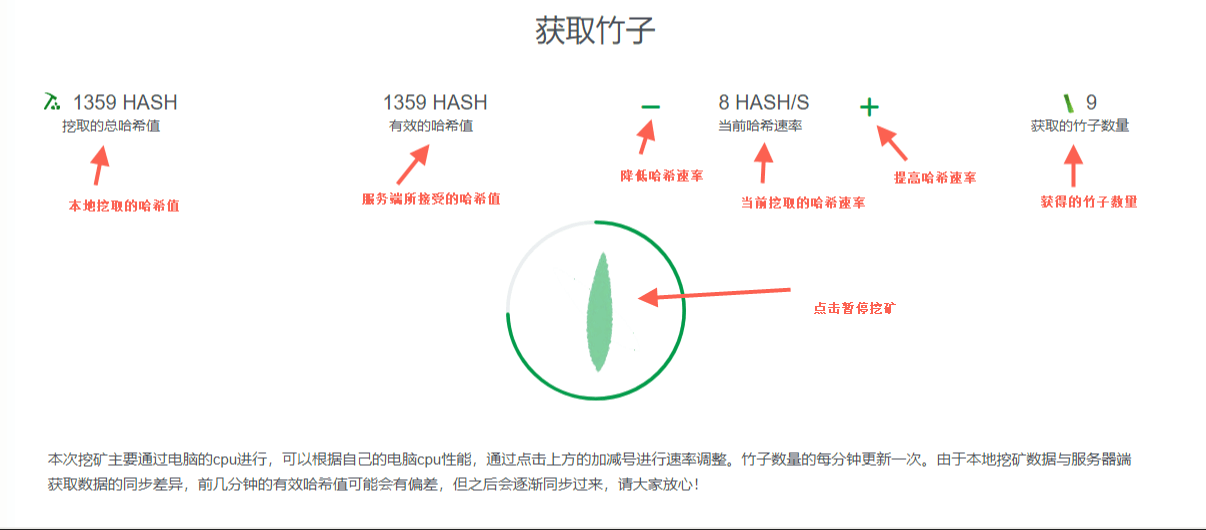 获取竹子
1359 HASH
挖取的总哈希值
1359 HASH
有效的哈希值
8 HASH/S
当前哈希速率
9
获取的竹子数量
本地挖取的哈希值
服务端所接受的哈希值
降低哈希速率
当前挖取的哈希速率
提高哈希速率
获得的竹子数量
点击暂停挖矿
本次挖矿主要通过电脑的cpu进行，可以根据自己的电脑cpu性能，通过点击上方的加减号进行速率调整。竹子数量的每分钟更新一次。由于本地挖矿数据与服务器端
获取数据的同步差异，前几分钟的有效哈希值可能会有偏差，但之后会逐渐同步过来，请大家放心！